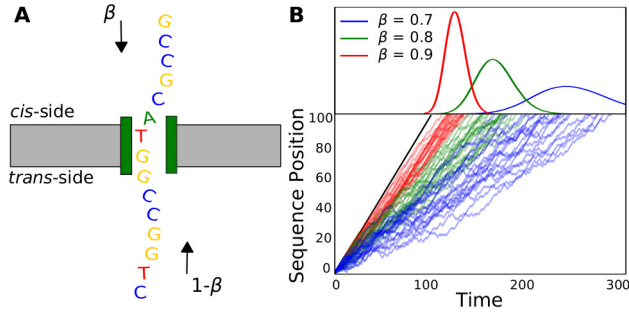 A
β
G
C
C
G
C
A
T
G
G
C
C
G
G
T
C
cis-side
trans-side
1-β
B
β = 0.7
β = 0.8
β = 0.9
Sequence Position
100
80
60
40
20
0
0 100 200 300
Time